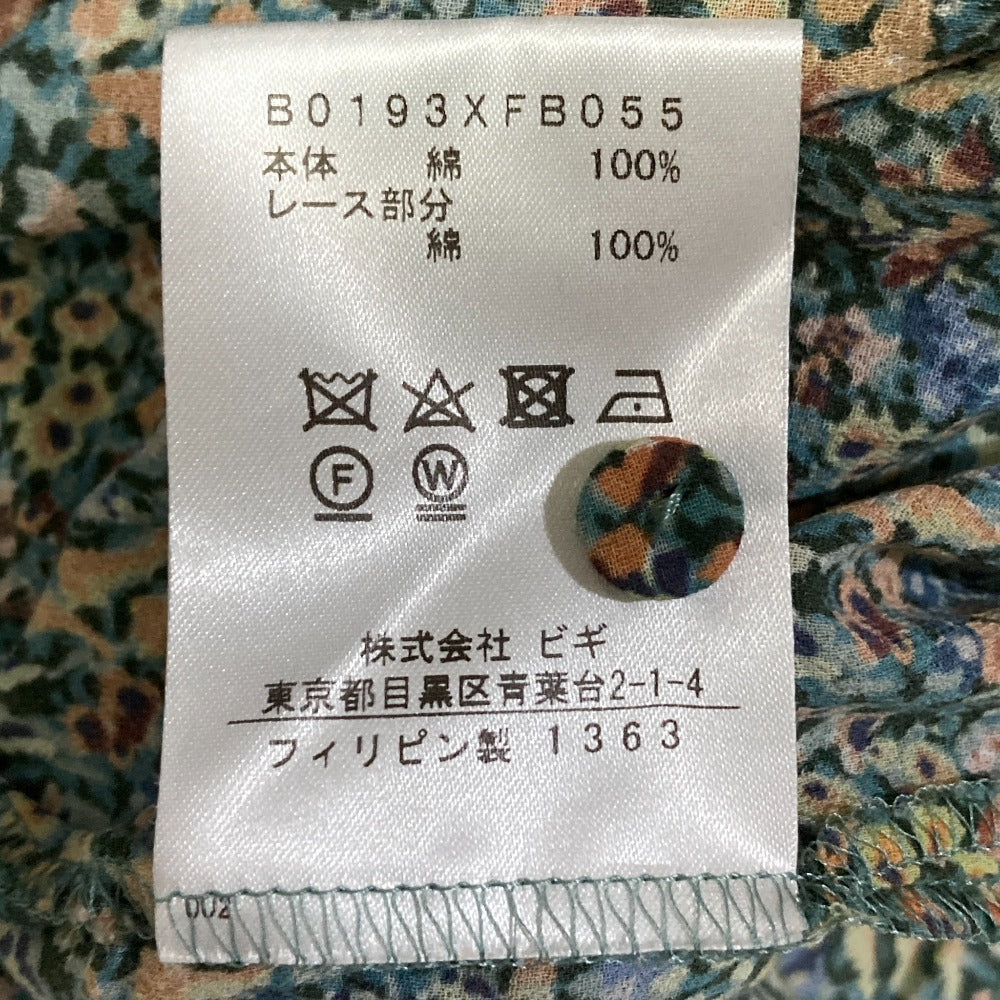 B0193XFB055
本体 綿 100%
レース部分
綿 100%
F W
株式会社 ビギ
東京都目黒区青葉台2-1-4
フィリピン製 1363
002